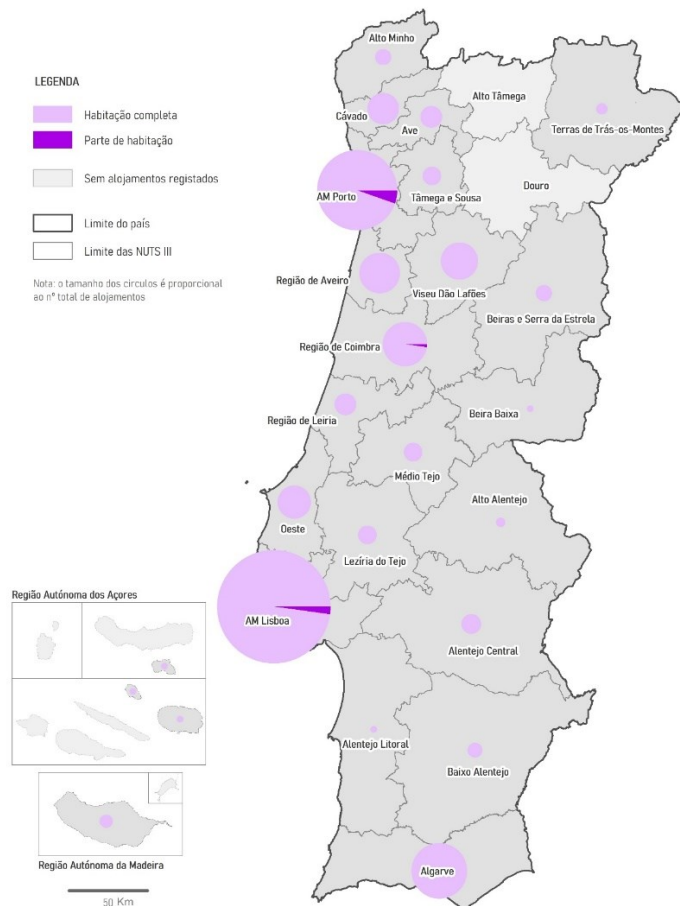 LEGENDA
Habitação completa
Parte de habitação
Sem alojamentos registados
Limite do país
Limite das NUTS III
Nota: o tamanho dos círculos é proporcional
ao nº total de alojamentos
Alto Minho
Cávado
Ave
Alto Tâmega
Terras de Trás-os-Montes
AM Porto
Tâmega e Sousa
Douro
Região de Aveiro
Viseu Dão Lafões
Beiras e Serra da Estrela
Região de Coimbra
Região de Leiria
Beira Baixa
Médio Tejo
Alto Alentejo
Oeste
Lezíria do Tejo
AM Lisboa
Alentejo Central
Alentejo Litoral
Baixo Alentejo
Algarve
Região Autónoma dos Açores
Região Autónoma da Madeira
50 Km